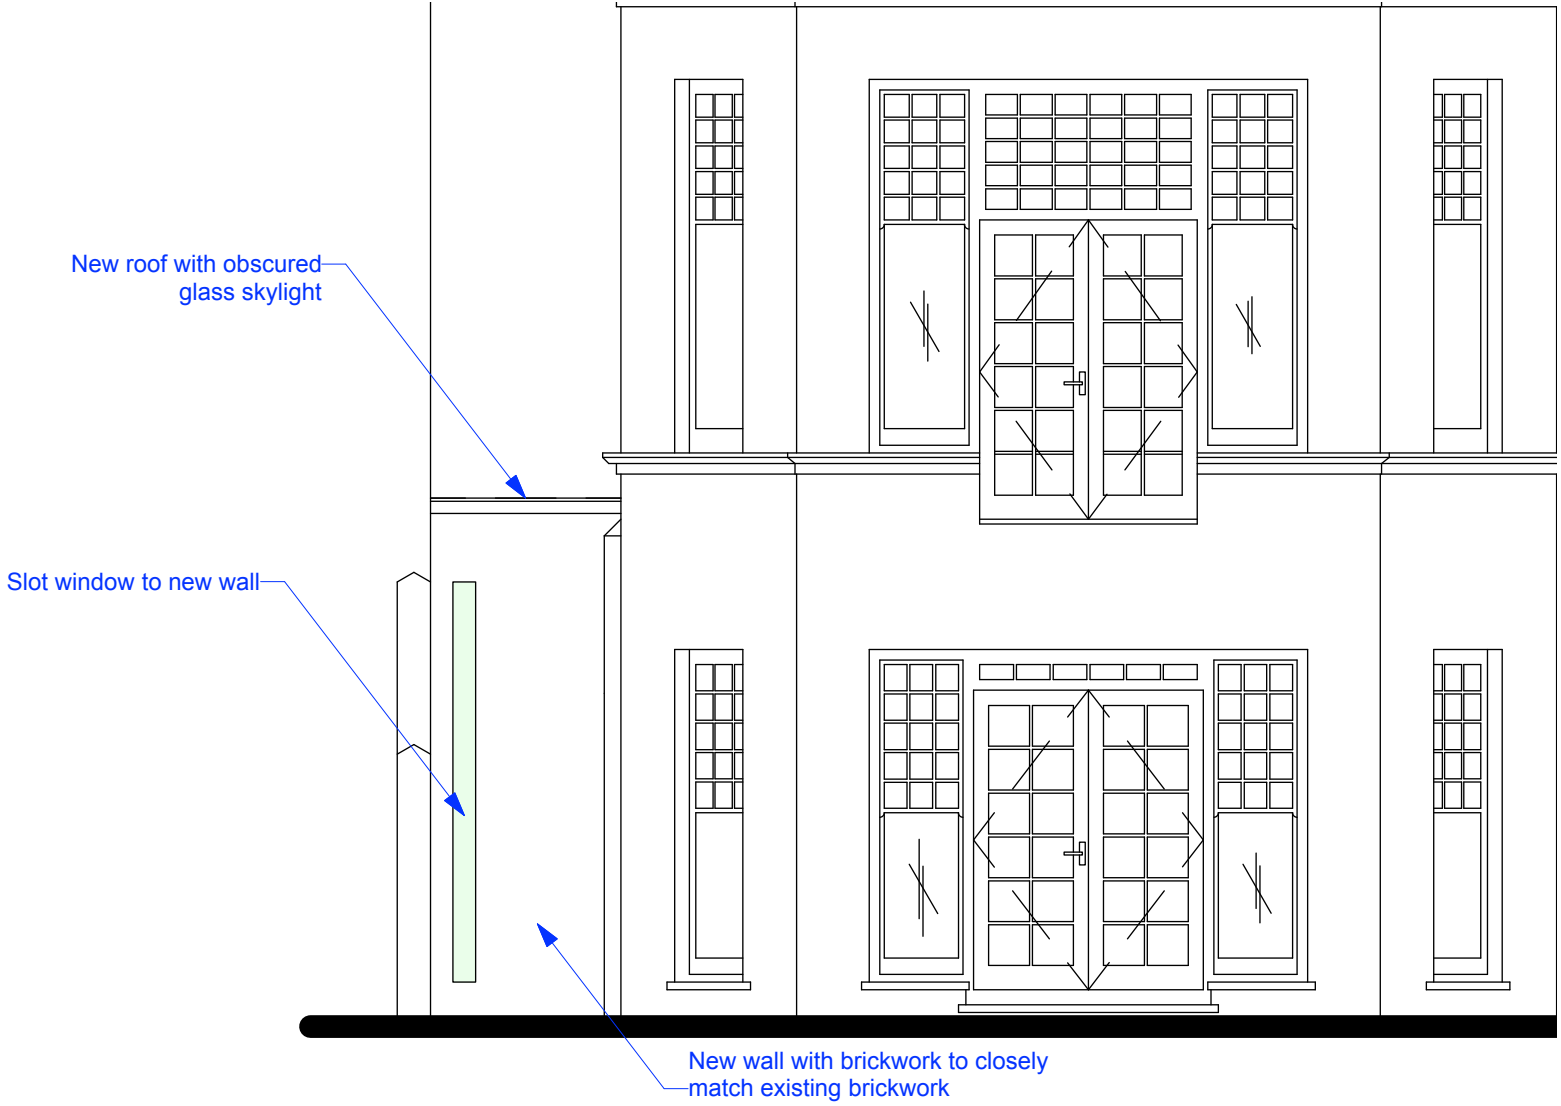 New roof with obscured
glass skylight
Slot window to new wall
New wall with brickwork to closely
match existing brickwork